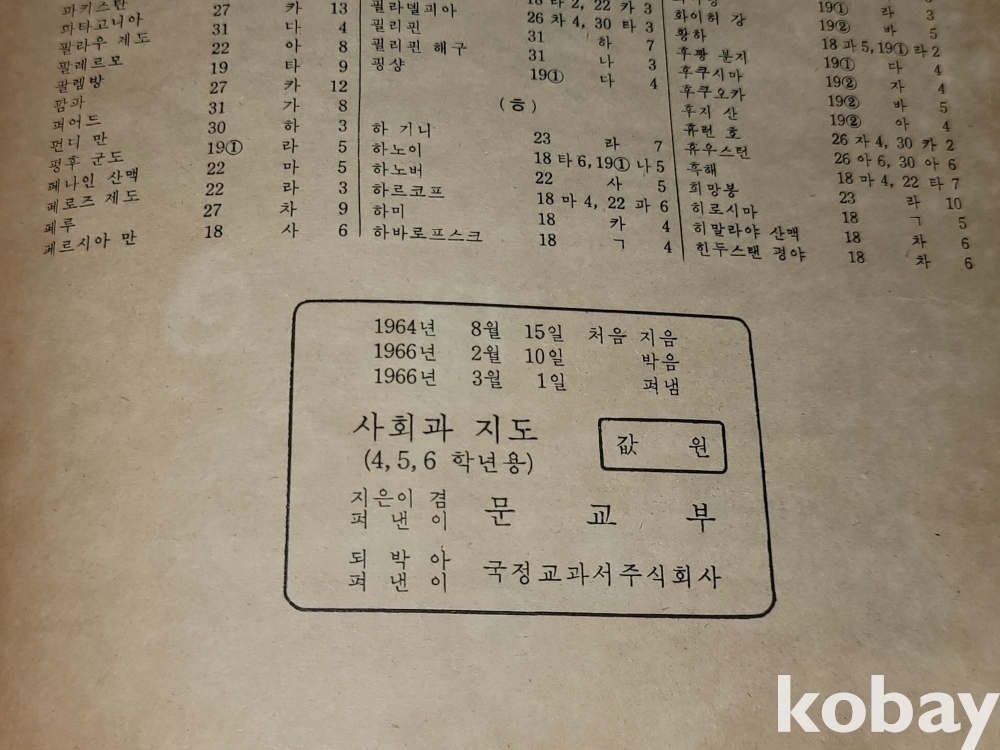 파키스탄
파타고니아 27 카 13
팔라우 제도 31 다 4
팔레르모 22 아 8
팔렘방 19 타 9
팜파 27 카 12
퍼어드 31 가 8
펀디 만 30 하 3
펑후 군도 19① 라 5
페나인 산맥 22 마 5
페로즈 제도 22 라 3
페루 27 차 9
페르시아 만 18 사 6
18 라 2, 22 카 3
필라델피아 26 차 4, 30 타 3
필리핀 31 하 7
필리핀 해구 31 나 3
핑샹 19① 다 4
(ㅎ)
하 기니 23 라 7
하노이 18 타 6, 19① 나 5
하노버 22 사 5
하르코프 18 마 4, 22 파 6
하미 18 카 4
하바로프스크 18 ㄱ 4
19① 라 3
화이허 강 19② 바 5
황하 18 파 5, 19① 라 2
후쫭 분지 19① 다 4
후쿠시마 19② 자 4
후쿠오카 19② 바 5
후지 산 19② 아 4
휴런 호 26 자 4, 30 카 2
휴우스턴 26 아 6, 30 아 6
흑해 18 마 4, 22 타 7
희망봉 23 라 10
히로시마 18 ㄱ 5
히말라야 산맥 18 차 6
힌두스탠 평야 18 차 6
1964년 8월 15일 처음 지음
1966년 2월 10일 박음
1966년 3월 1일 펴냄
사회과 지도
(4, 5, 6 학년용)
값 원
지은이 겸
펴 낸 이
문 교 부
되 박 아
펴 낸 이
국정교과서주식회사
kobay